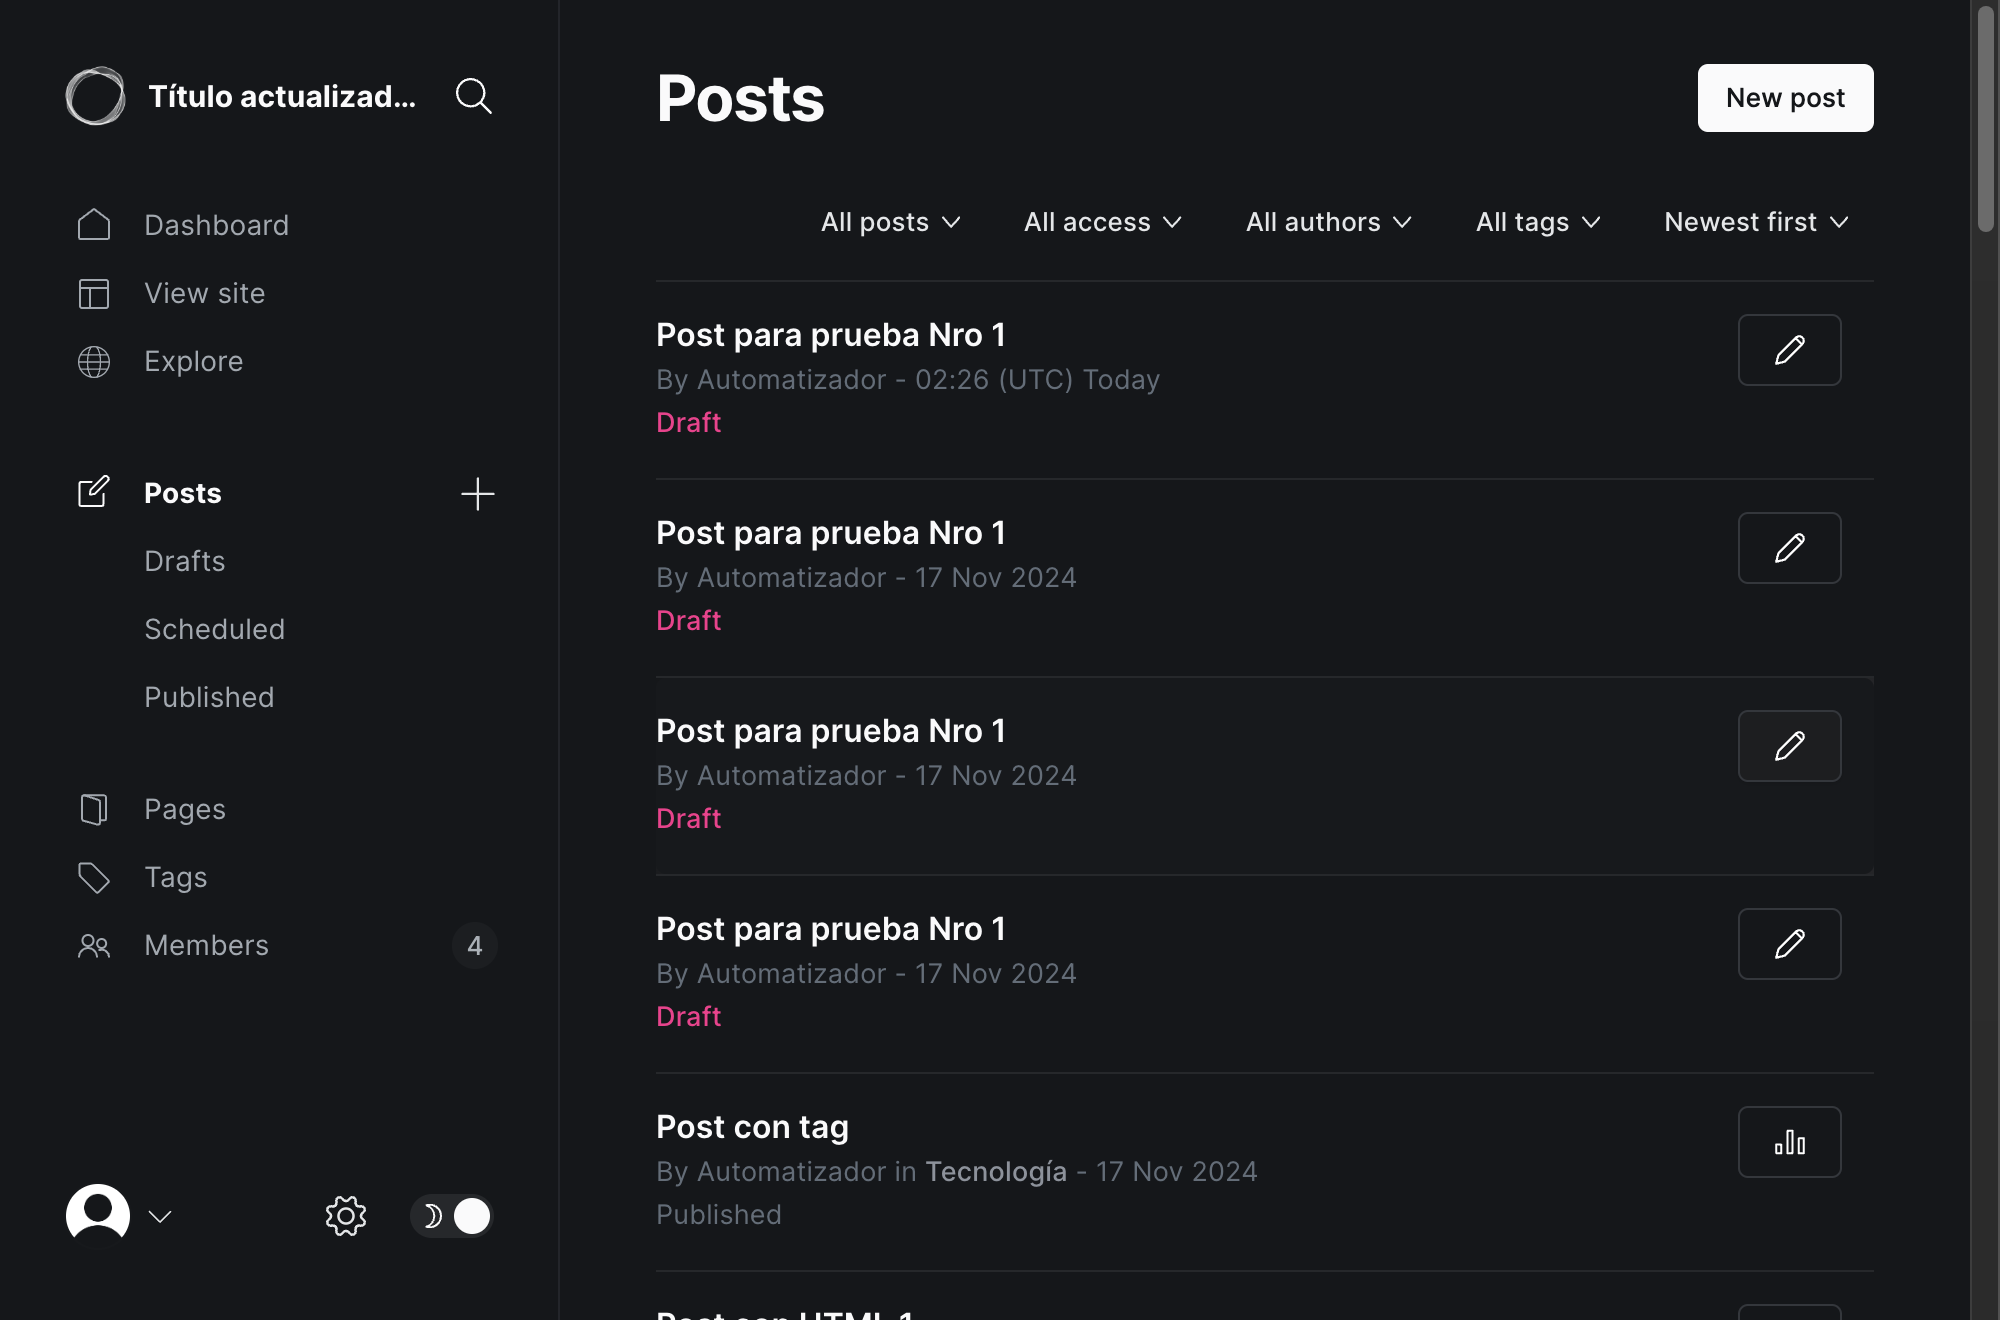 Título actualizad...
Dashboard
View site
Explore
Posts
Drafts
Scheduled
Published
Pages
Tags
Members 4
Posts
New post
All posts All access All authors All tags Newest first
Post para prueba Nro 1
By Automatizador - 02:26 (UTC) Today
Draft
Post para prueba Nro 1
By Automatizador - 17 Nov 2024
Draft
Post para prueba Nro 1
By Automatizador - 17 Nov 2024
Draft
Post para prueba Nro 1
By Automatizador - 17 Nov 2024
Draft
Post con tag
By Automatizador in Tecnología - 17 Nov 2024
Published
Post con HTML 1